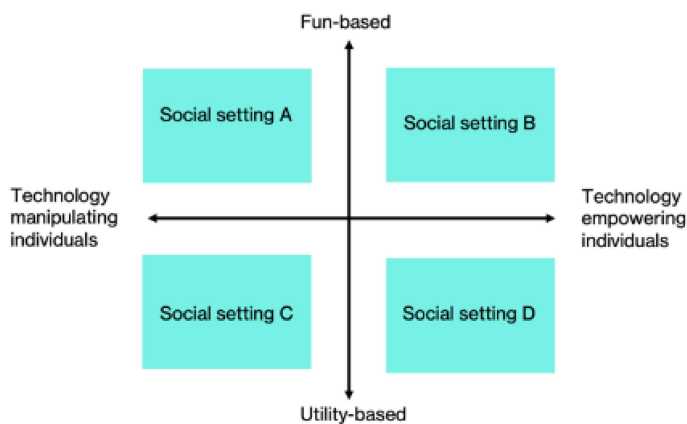 Fun-based
Social setting A
Social setting B
Technology
manipulating
individuals
Technology
empowering
individuals
Social setting C
Social setting D
Utility-based